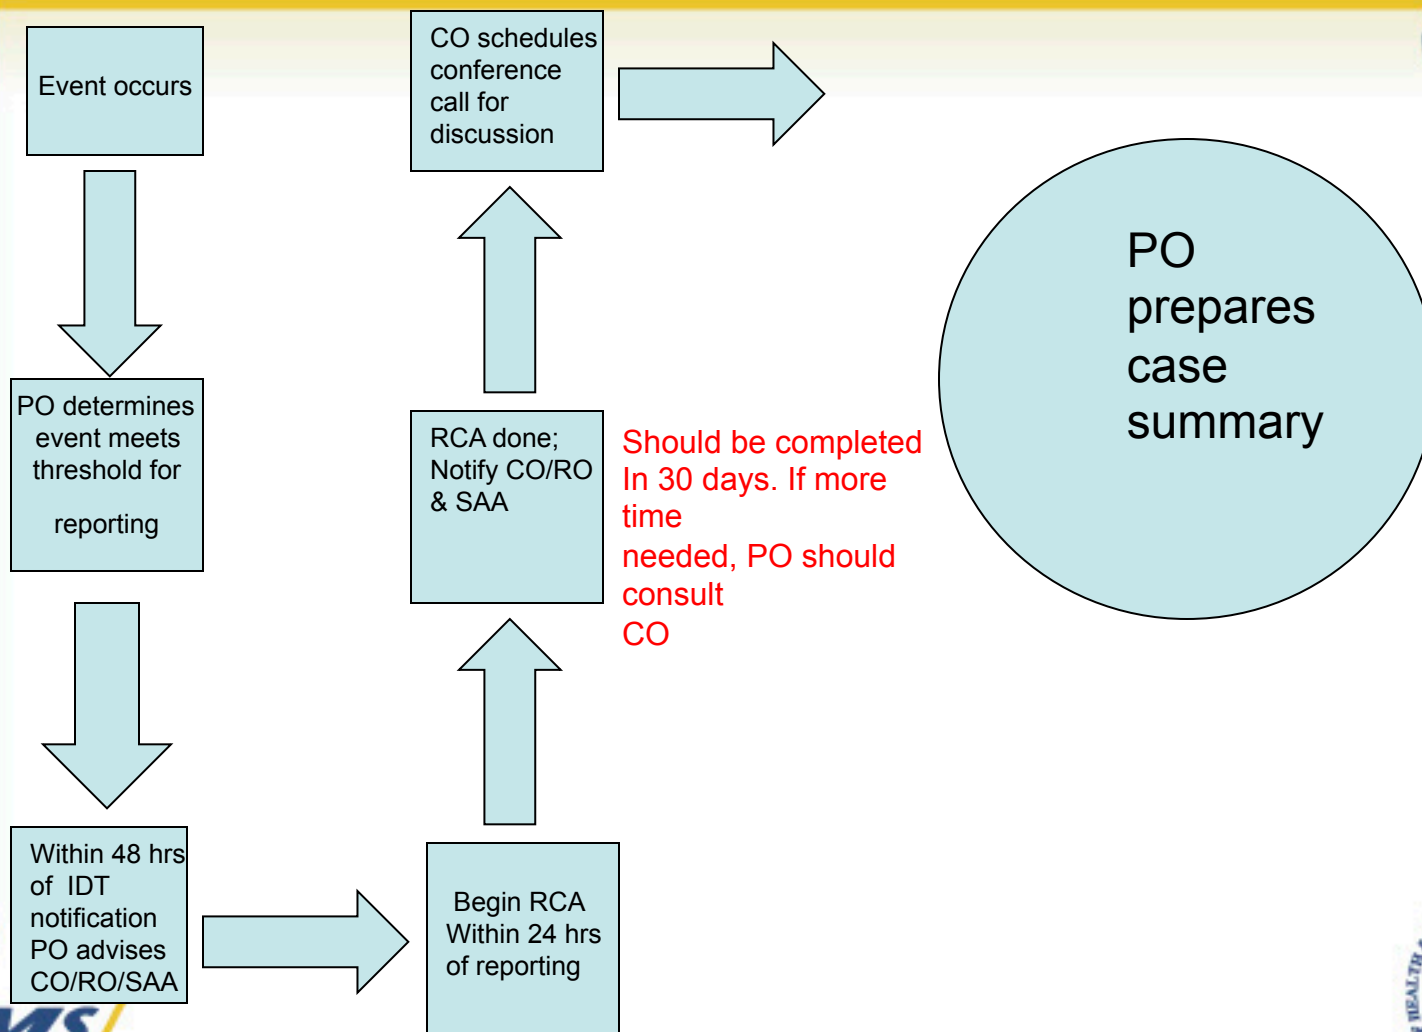 Event occurs
PO determines
event meets
threshold for
reporting
Within 48 hrs
of IDT
notification
PO advises
CO/RO/SAA
Begin RCA
Within 24 hrs
of reporting
RCA done;
Notify CO/RO
& SAA
Should be completed
In 30 days. If more
time
needed, PO should
consult
CO
CO schedules
conference
call for
discussion
PO
prepares
case
summary
HEALTH